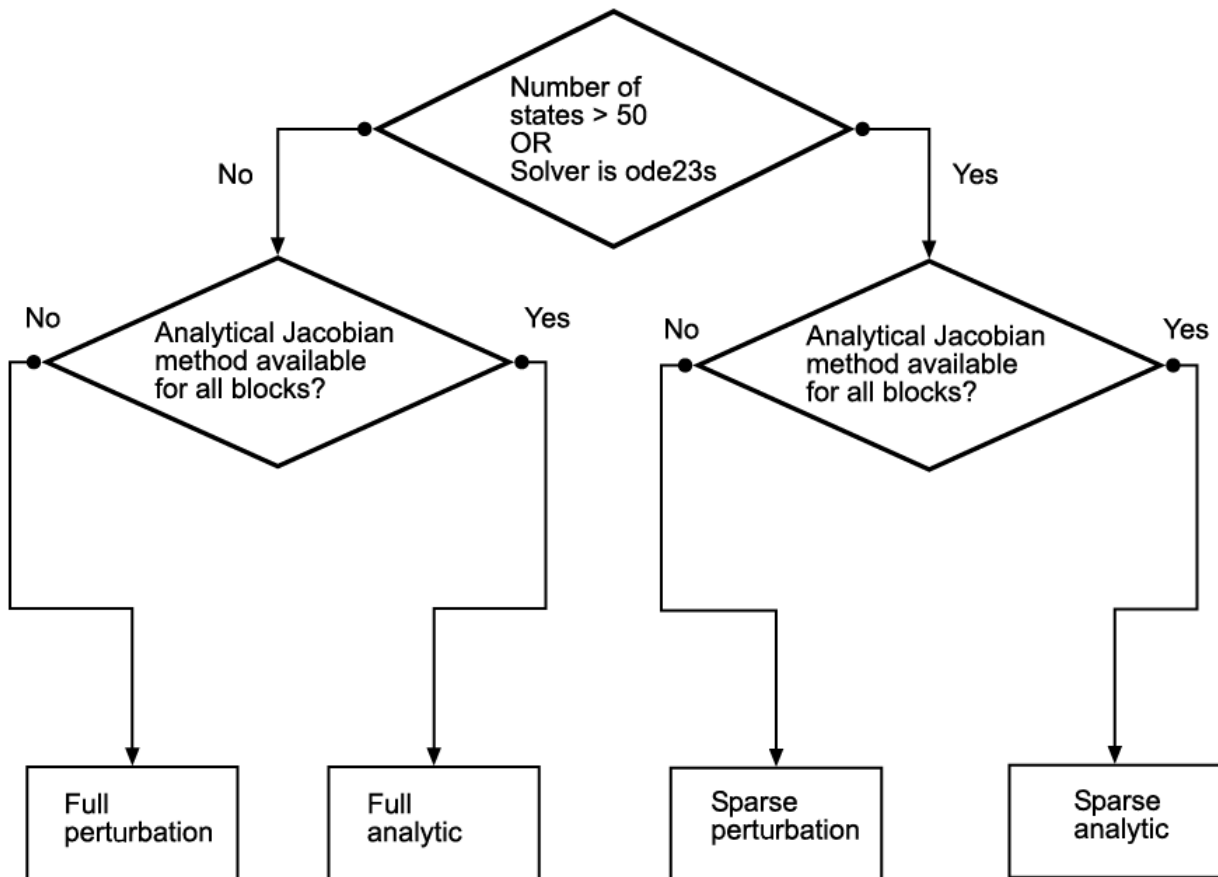 Number of
states > 50
OR
Solver is ode23s
No
Yes
No
Analytical Jacobian
method available
for all blocks?
Yes
No
Analytical Jacobian
method available
for all blocks?
Yes
Full
perturbation
Full
analytic
Sparse
perturbation
Sparse
analytic